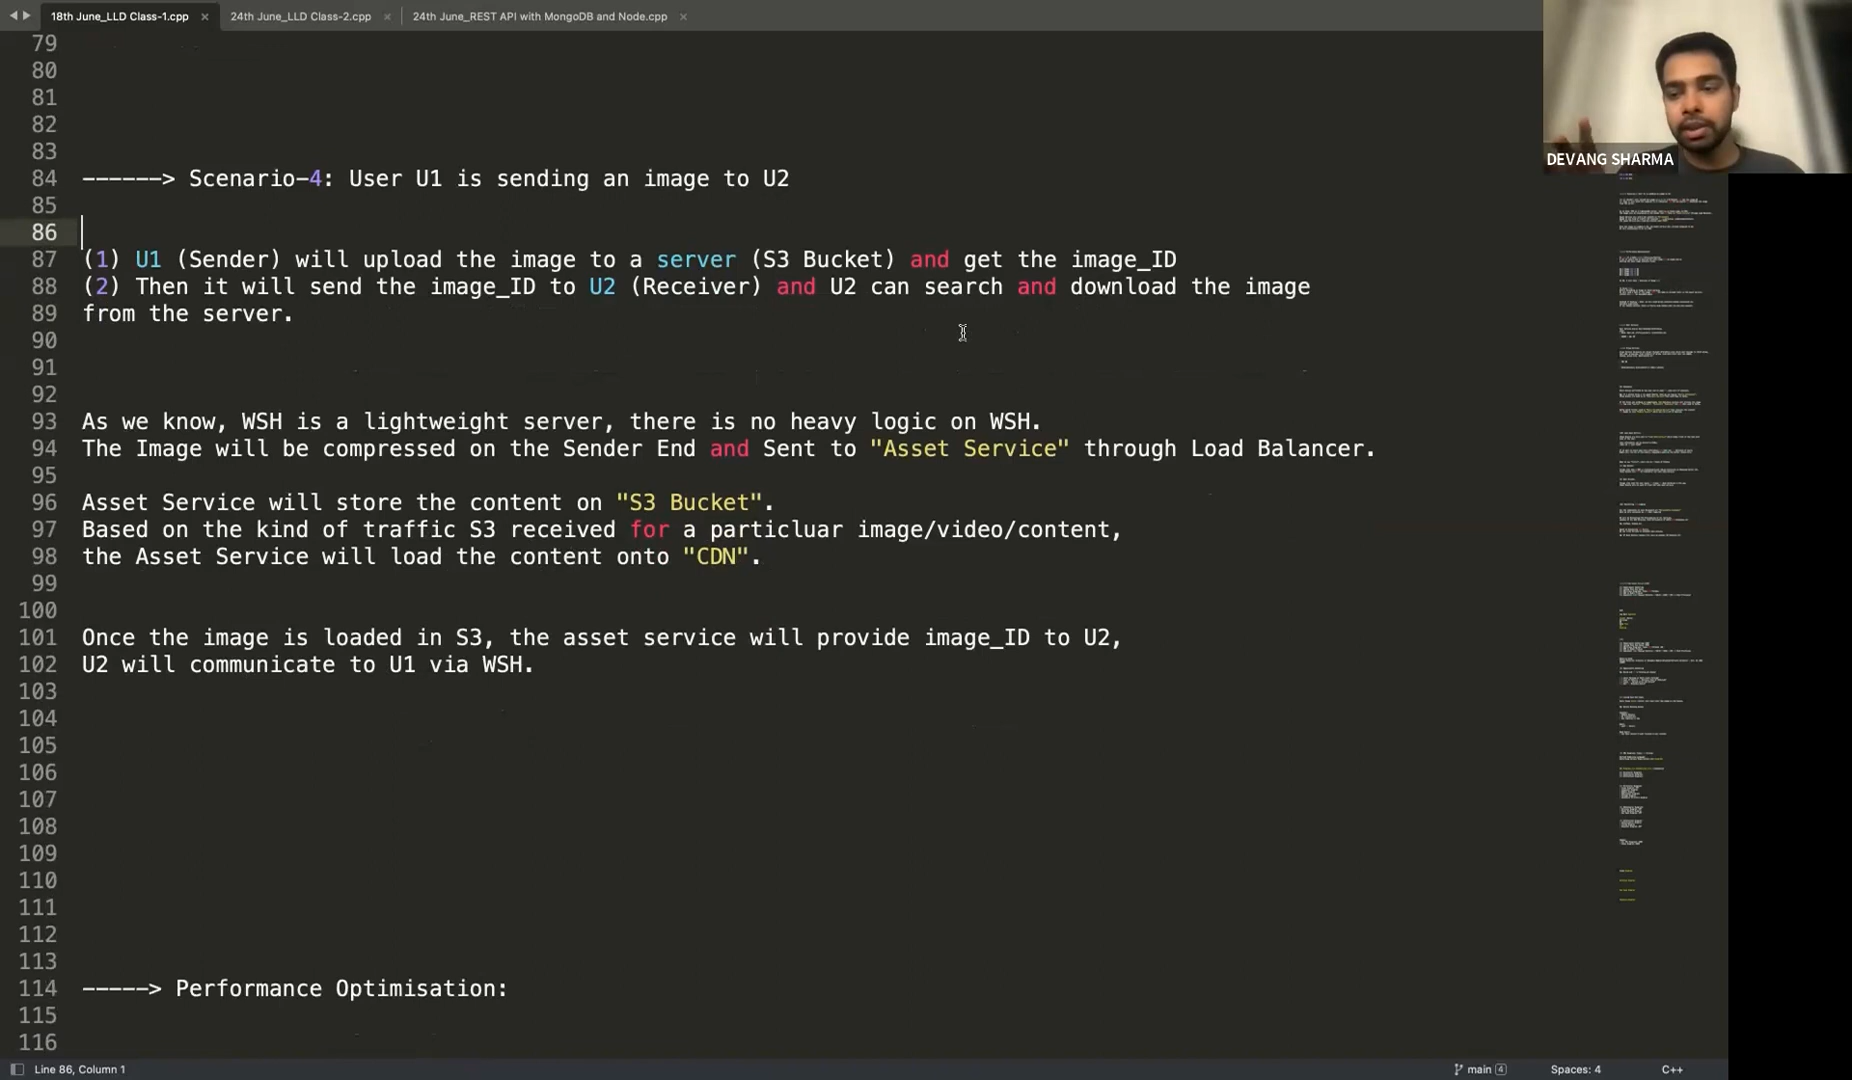 18th June_LLD Class-1.cpp
24th June_LLD Class-2.cpp
24th June_REST API with MongoDB and Node.cpp
DEVANG SHARMA
79
80
81
82
83
84 ------> Scenario-4: User U1 is sending an image to U2
85
86
87 (1) U1 (Sender) will upload the image to a server (S3 Bucket) and get the image_ID
88 (2) Then it will send the image_ID to U2 (Receiver) and U2 can search and download the image
89 from the server.
90
91
92
93 As we know, WSH is a lightweight server, there is no heavy logic on WSH.
94 The Image will be compressed on the Sender End and Sent to "Asset Service" through Load Balancer.
95
96 Asset Service will store the content on "S3 Bucket".
97 Based on the kind of traffic S3 received for a particluar image/video/content,
98 the Asset Service will load the content onto "CDN".
99
100
101 Once the image is loaded in S3, the asset service will provide image_ID to U2,
102 U2 will communicate to U1 via WSH.
103
104
105
106
107
108
109
110
111
112
113
114 -----> Performance Optimisation:
115
116
Line 86, Column 1
main 4
Spaces: 4
C++